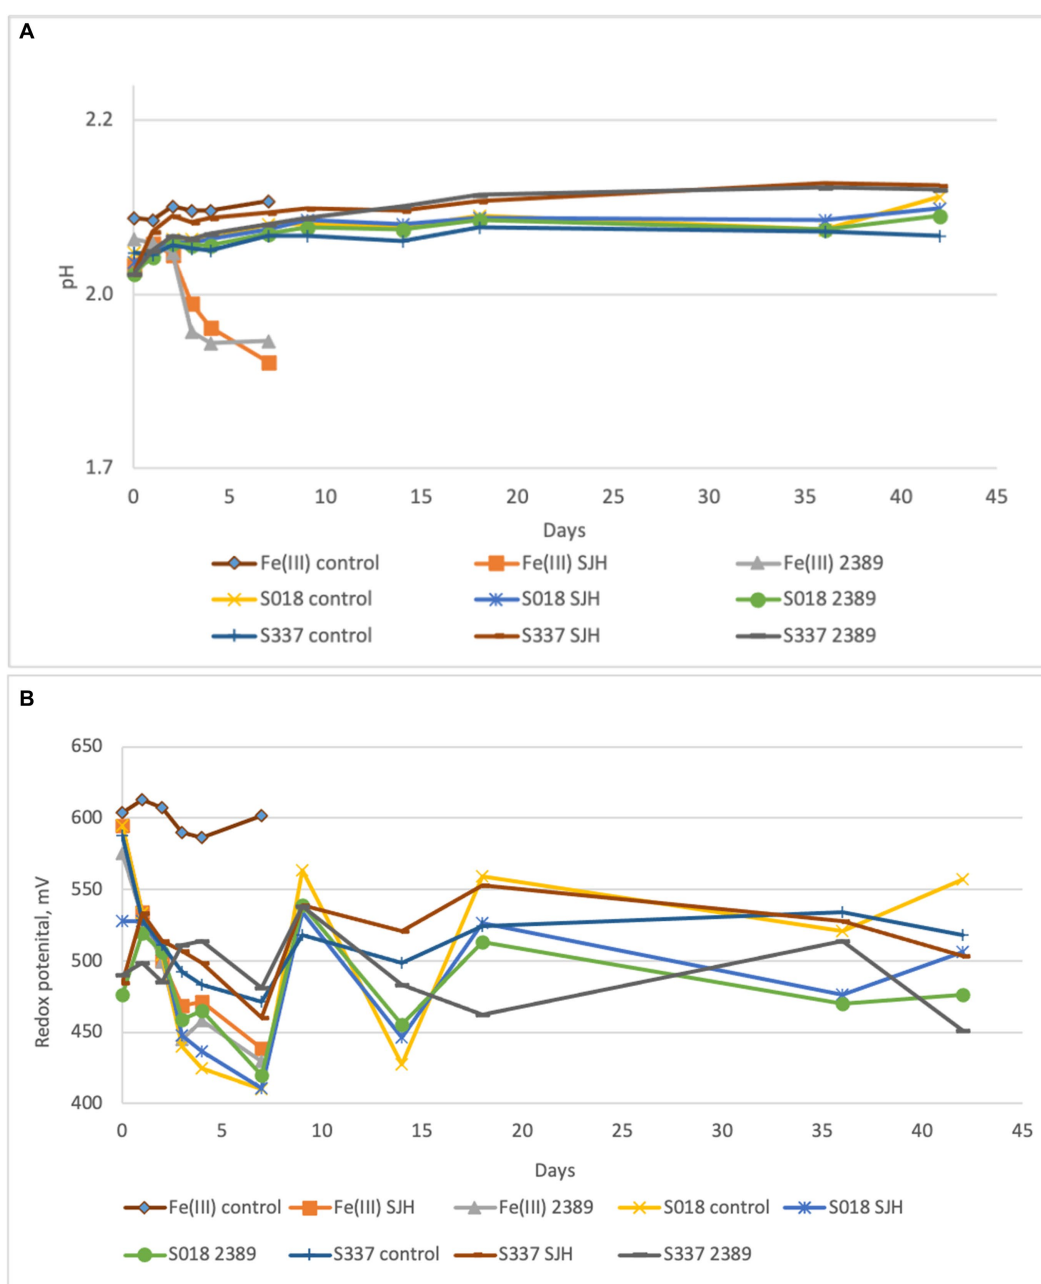 A
2.2
2.0
1.7
pH
0 5 10 15 20 25 30 35 40 45
Days
Fe(III) control Fe(III) SJH Fe(III) 2389
S018 control S018 SJH S018 2389
S337 control S337 SJH S337 2389
B
650
600
550
500
450
400
Redox potenital, mV
0 5 10 15 20 25 30 35 40 45
Days
Fe(III) control Fe(III) SJH Fe(III) 2389 S018 control S018 SJH
S018 2389 S337 control S337 SJH S337 2389